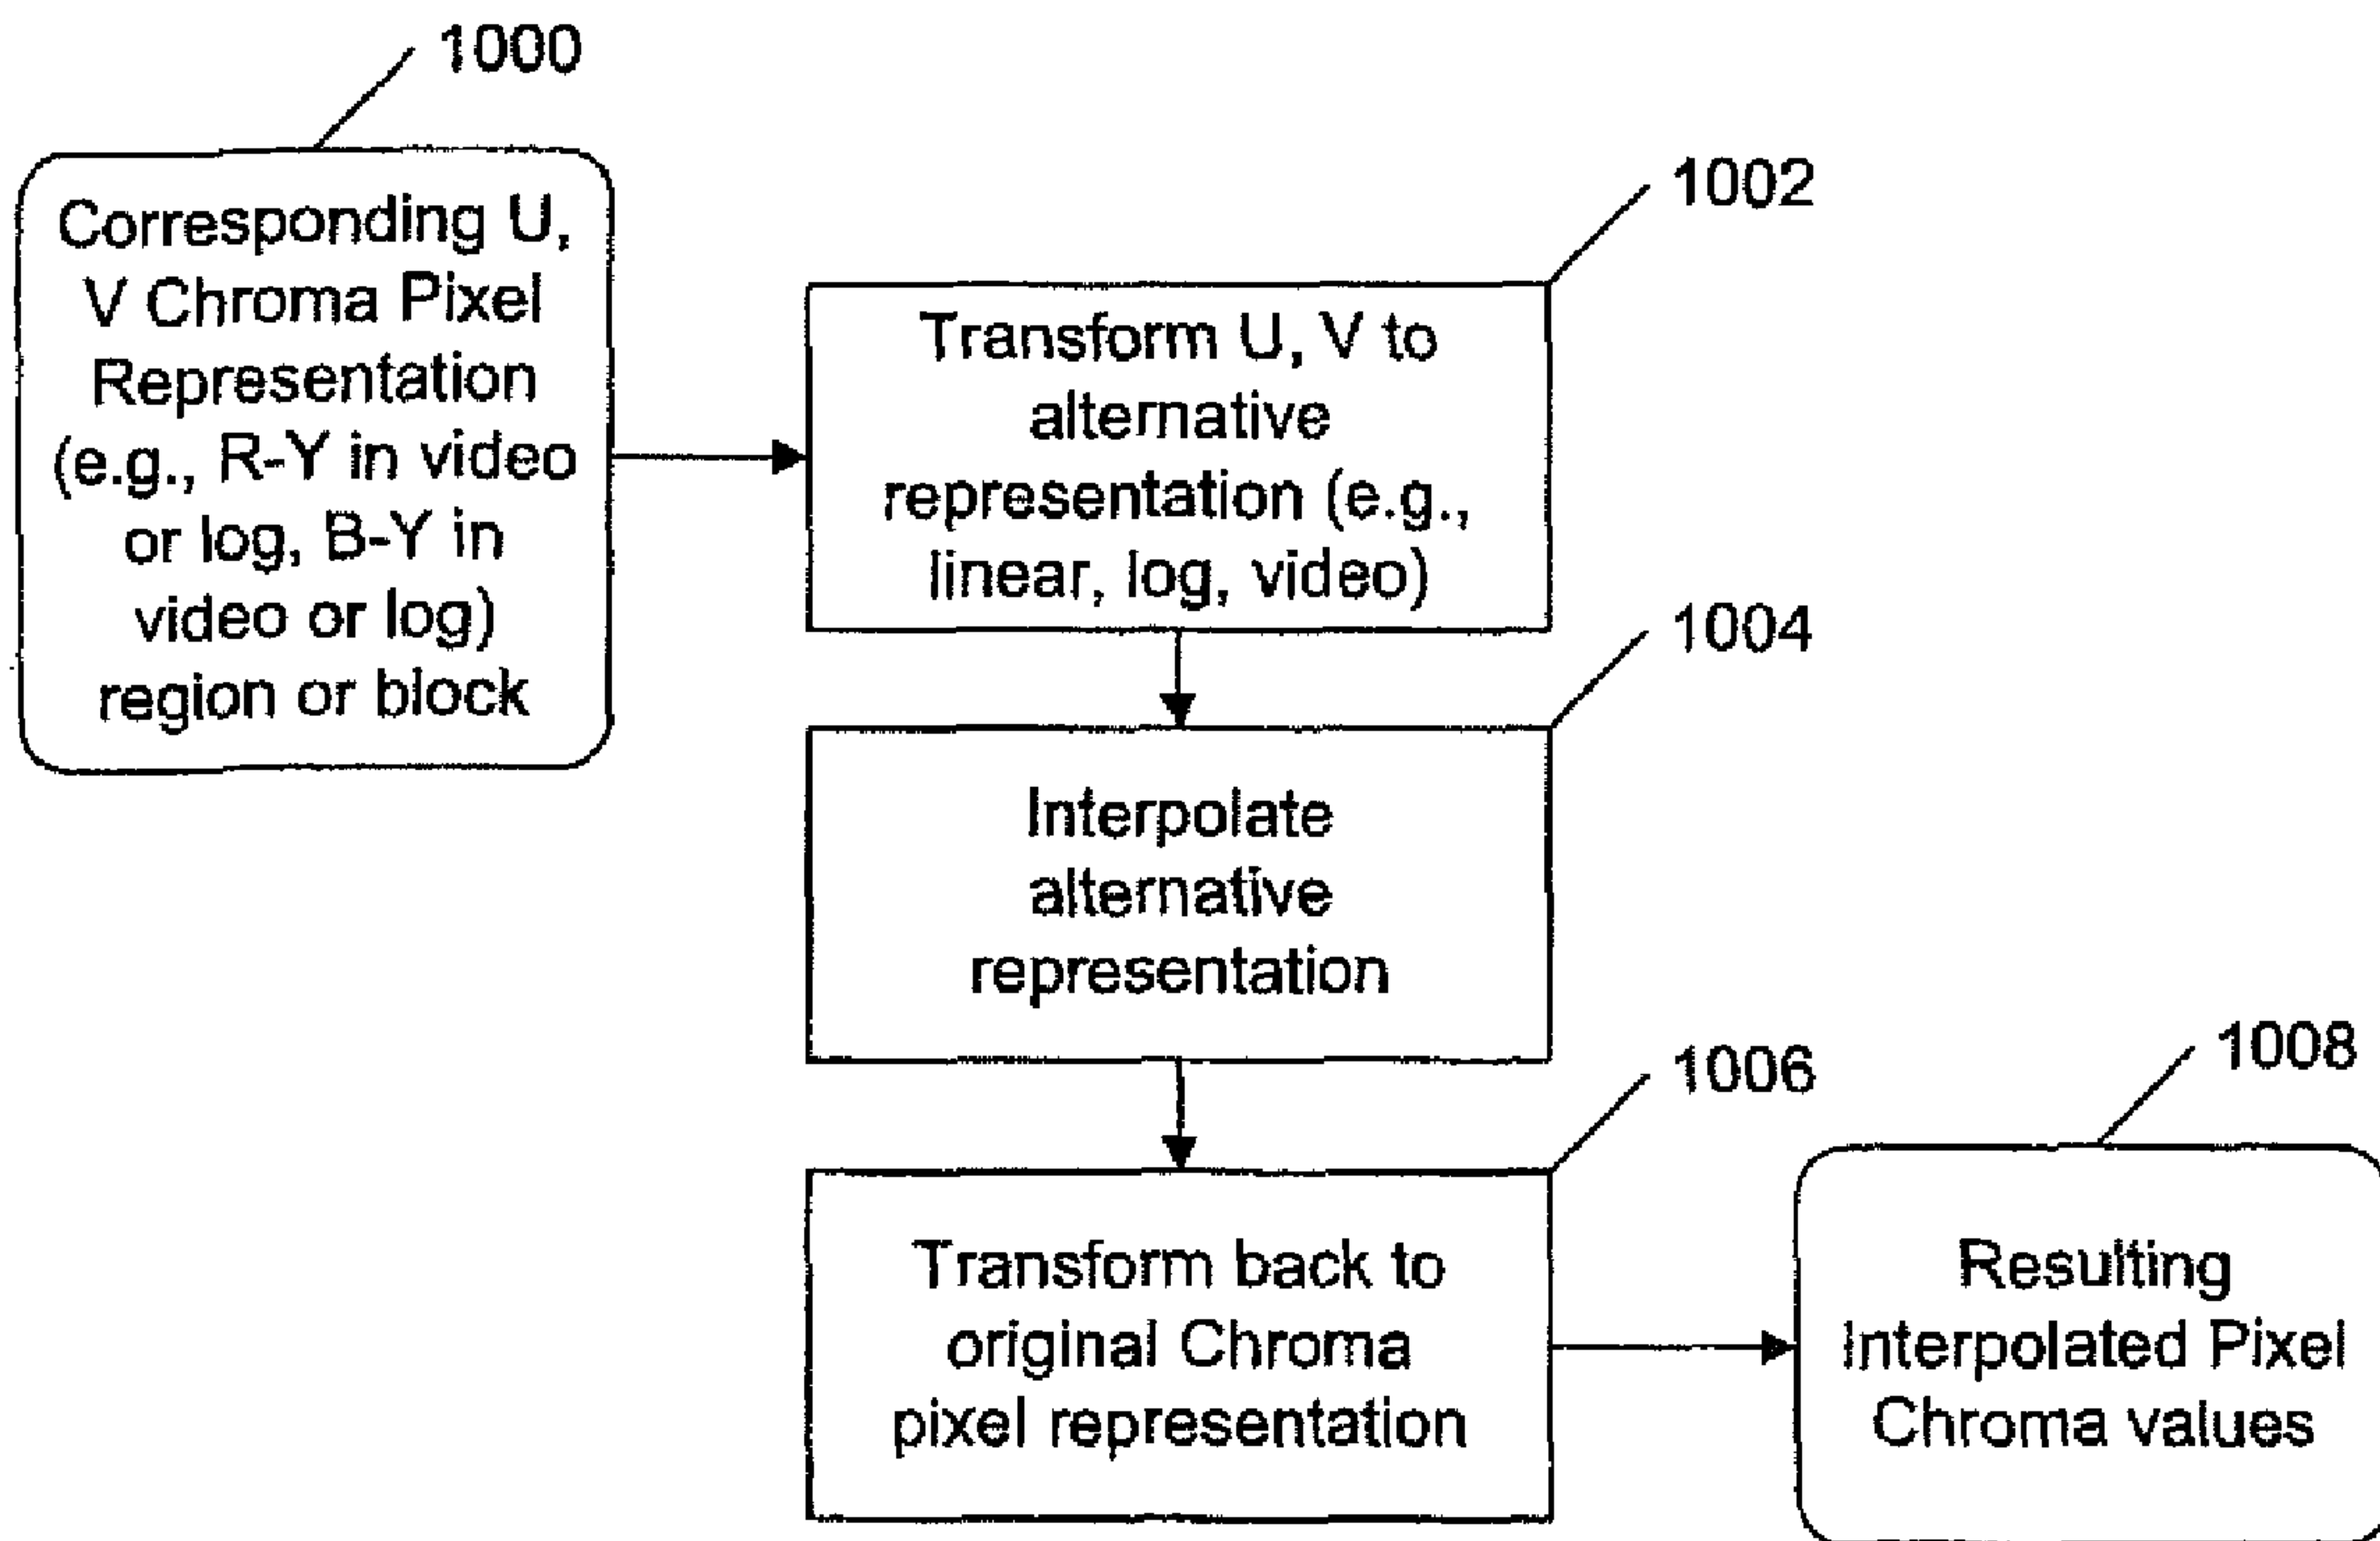 1000
Corresponding U,
V Chroma Pixel
Representation
(e.g., R-Y in video
or log, B-Y in
video or log)
region or block
1002
Transform U, V to
alternative
representation (e.g.,
linear, log, video)
1004
Interpolate
alternative
representation
1006
Transform back to
original Chroma
pixel representation
1008
Resulting
Interpolated Pixel
Chroma values